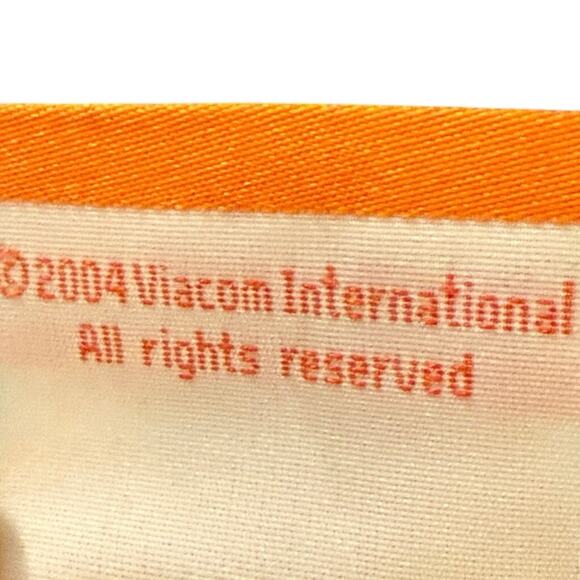 ©2004 Viacom International
All rights reserved